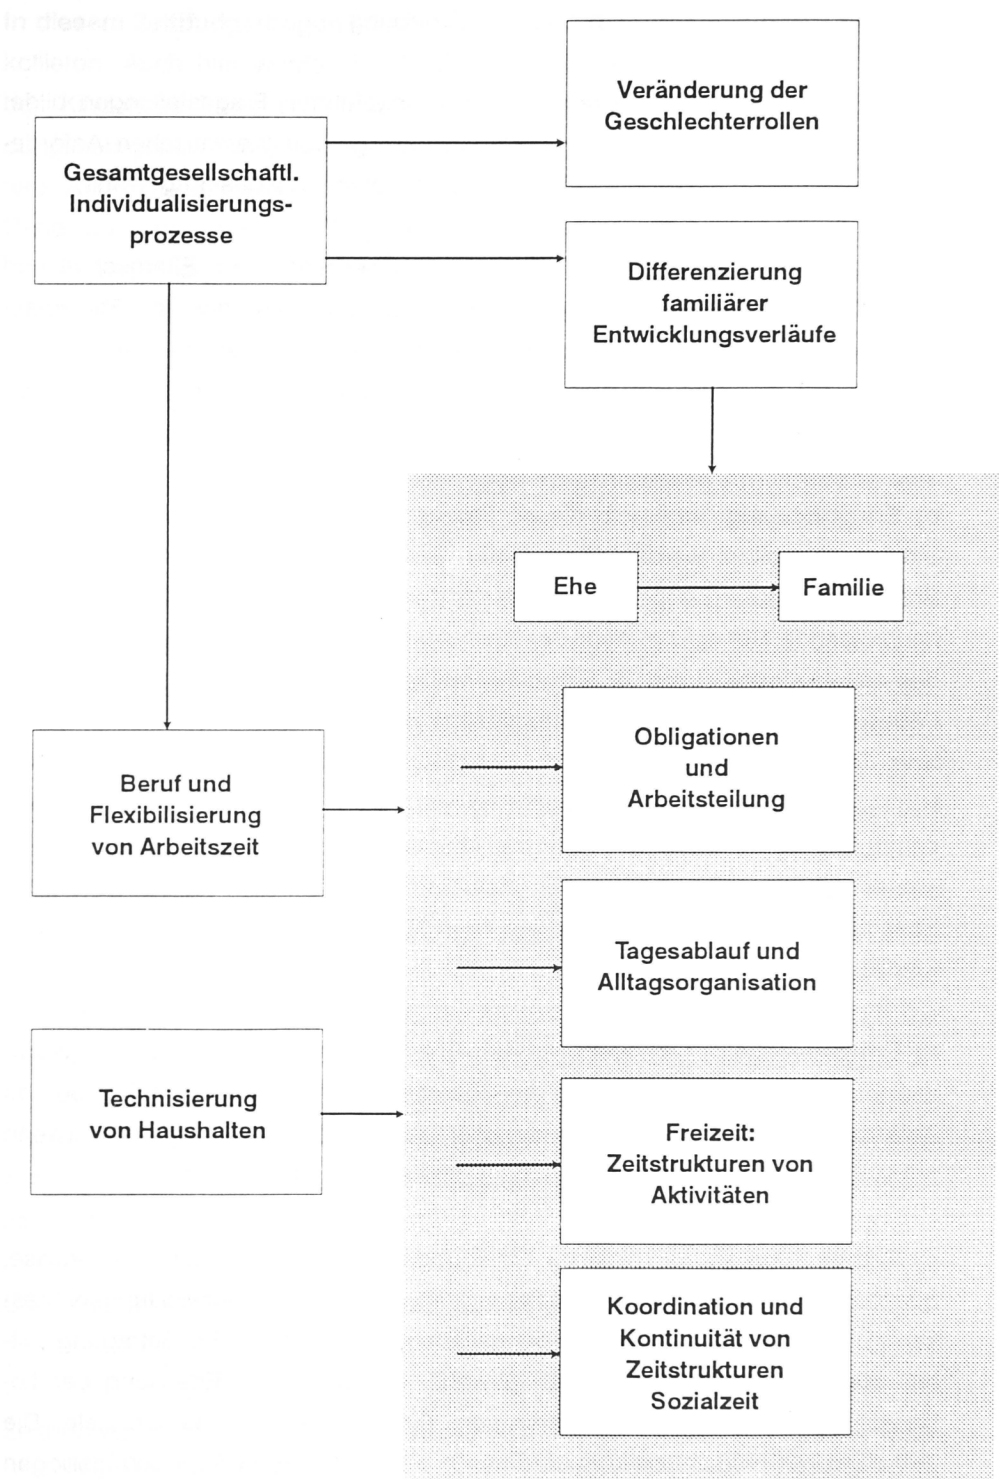 Veränderung der
Geschlechterrollen
Gesamtgesellschaftl.
Individualisierungs-
prozesse
Differenzierung
familiärer
Entwicklungsverläufe
Ehe
Familie
Obligationen
und
Arbeitsteilung
Beruf und
Flexibilisierung
von Arbeitszeit
Tagesablauf und
Alltagsorganisation
Technisierung
von Haushalten
Freizeit:
Zeitstrukturen von
Aktivitäten
Koordination und
Kontinuität von
Zeitstrukturen
Sozialzeit